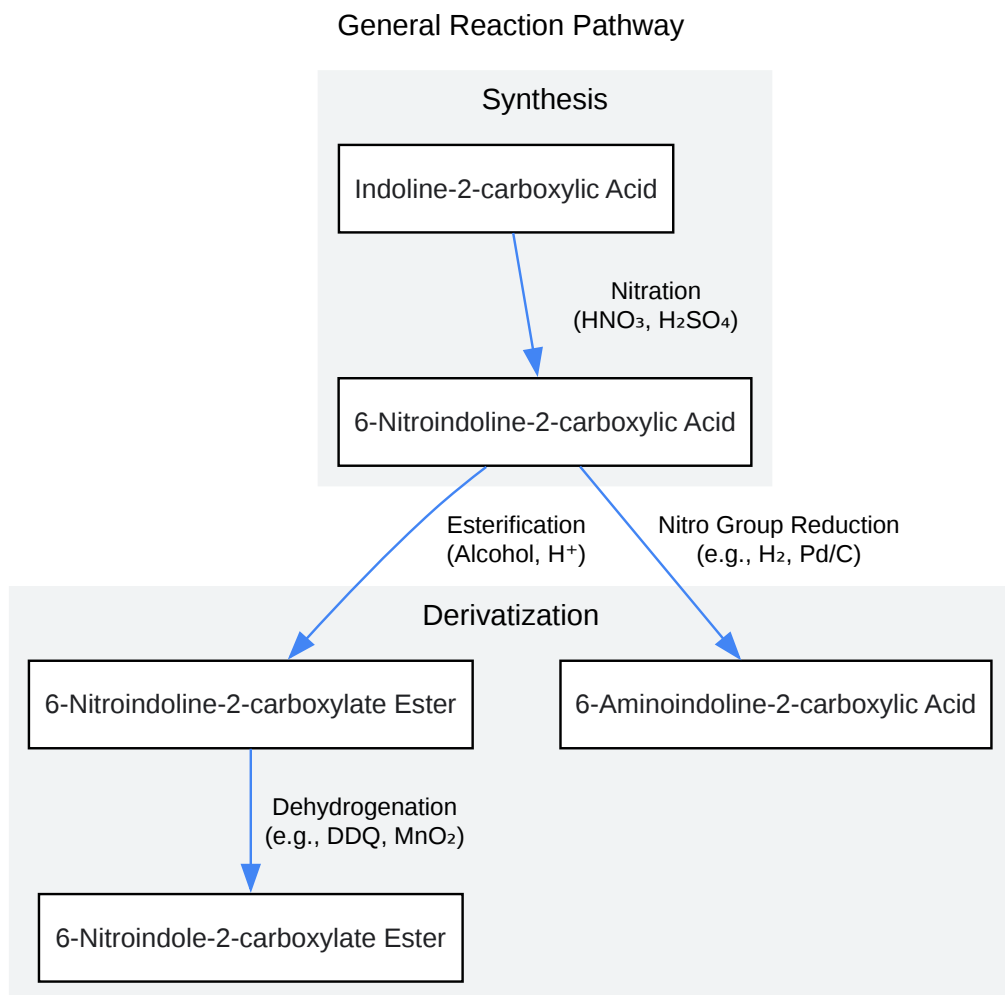 General Reaction Pathway
Synthesis
Indoline-2-carboxylic Acid
Nitration
(HNO₃, H₂SO₄)
6-Nitroindoline-2-carboxylic Acid
Esterification
(Alcohol, H⁺)
Nitro Group Reduction
(e.g., H₂, Pd/C)
Derivatization
6-Nitroindoline-2-carboxylate Ester
6-Aminoindoline-2-carboxylic Acid
Dehydrogenation
(e.g., DDQ, MnO₂)
6-Nitroindole-2-carboxylate Ester